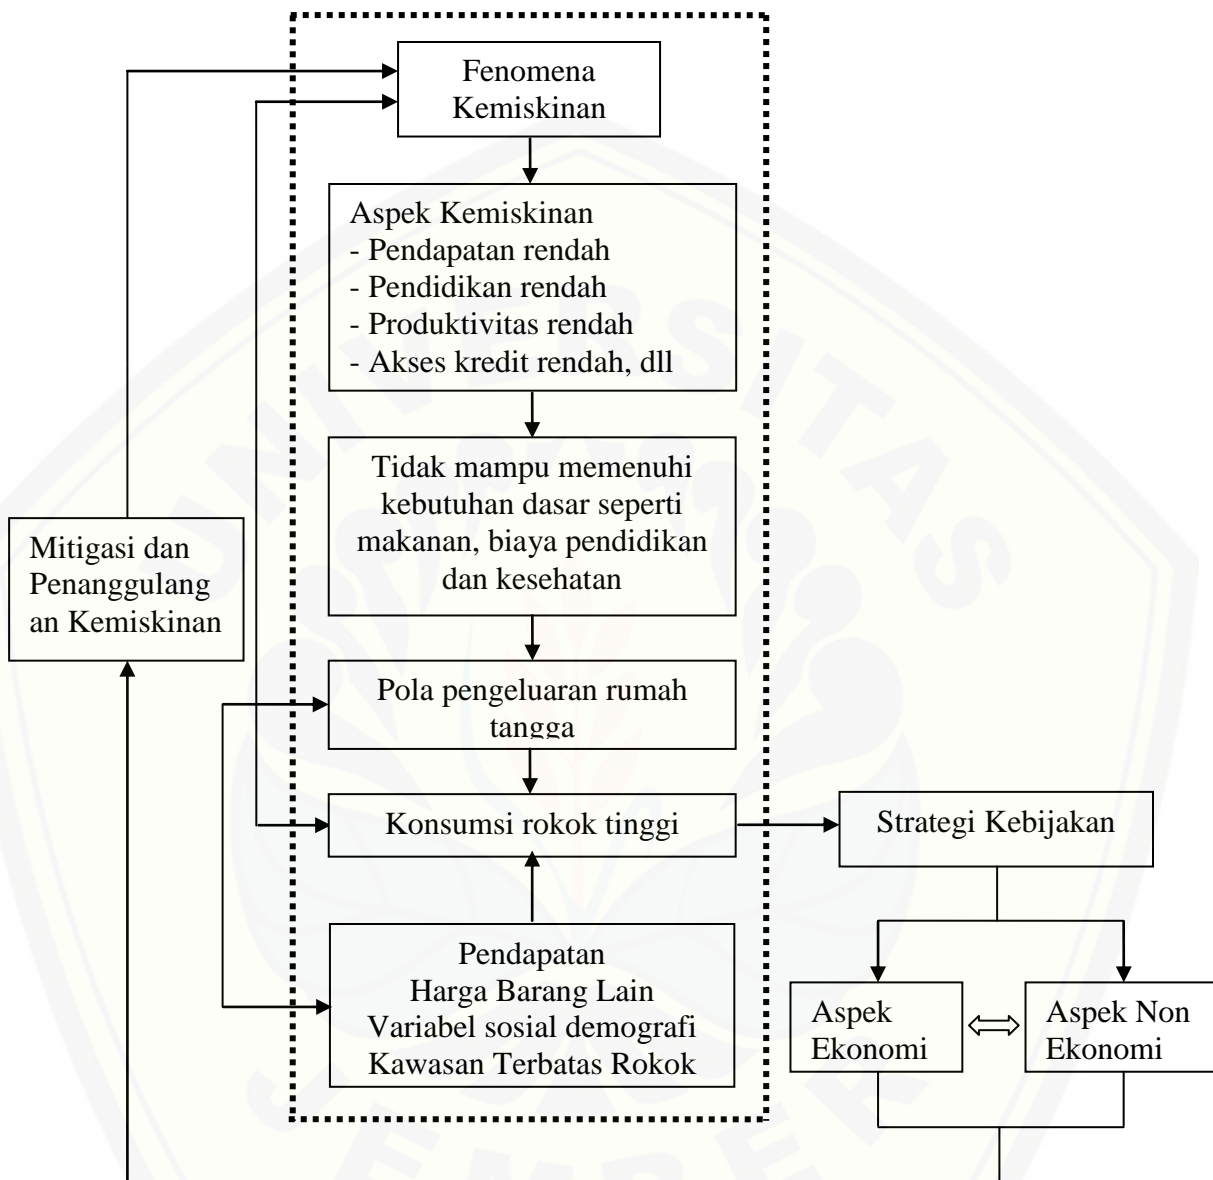 Fenomena
Kemiskinan
Aspek Kemiskinan
- Pendapatan rendah
- Pendidikan rendah
- Produktivitas rendah
- Akses kredit rendah, dll
Tidak mampu memenuhi
kebutuhan dasar seperti
makanan, biaya pendidikan
dan kesehatan
Mitigasi dan
Penanggulang
an Kemiskinan
Pola pengeluaran rumah
tangga
Konsumsi rokok tinggi
Strategi Kebijakan
Pendapatan
Harga Barang Lain
Variabel sosial demografi
Kawasan Terbatas Rokok
Aspek
Ekonomi
Aspek Non
Ekonomi
UNIVERSITAS
JEMBER